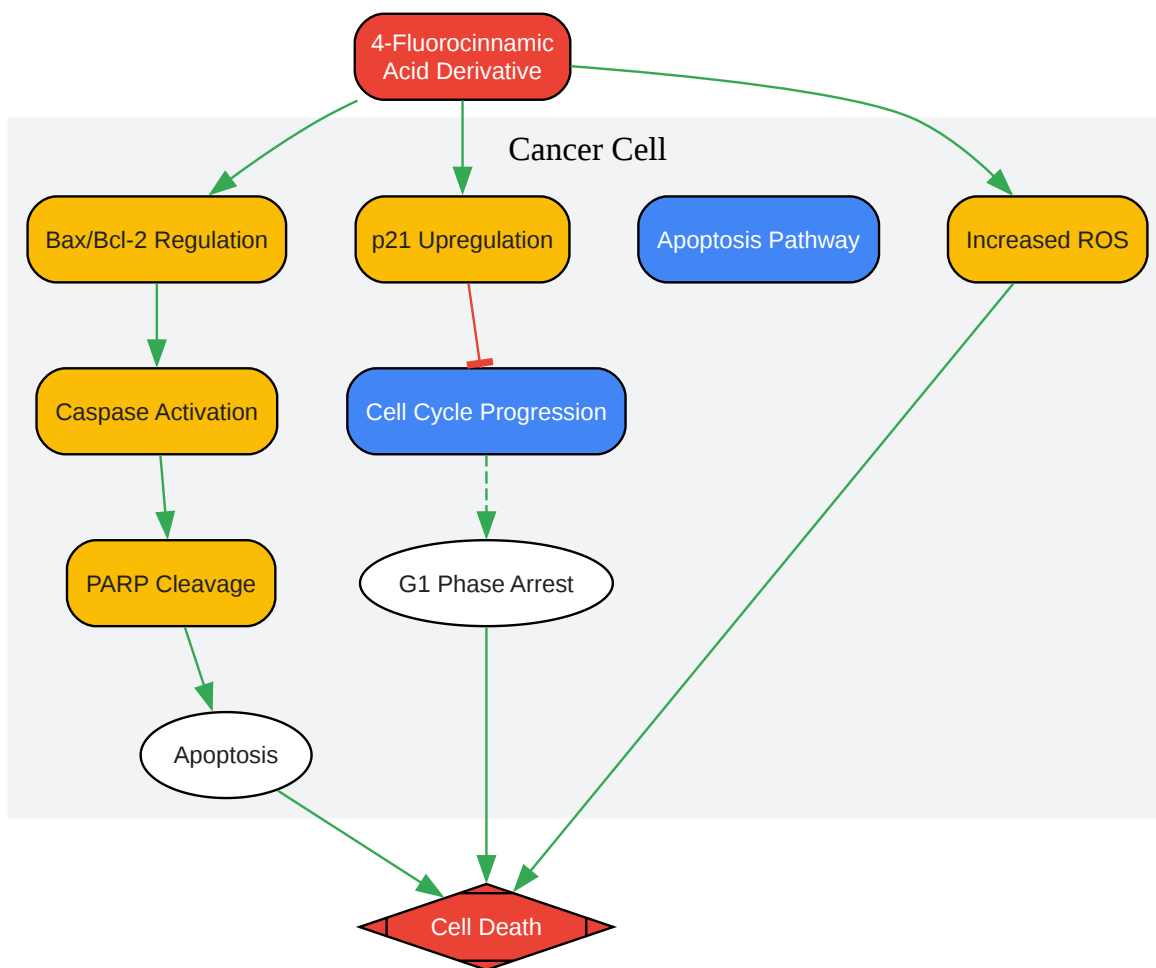 4-Fluorocinnamic
Acid Derivative
Cancer Cell
Bax/Bcl-2 Regulation
p21 Upregulation
Apoptosis Pathway
Increased ROS
Caspase Activation
Cell Cycle Progression
PARP Cleavage
G1 Phase Arrest
Apoptosis
Cell Death